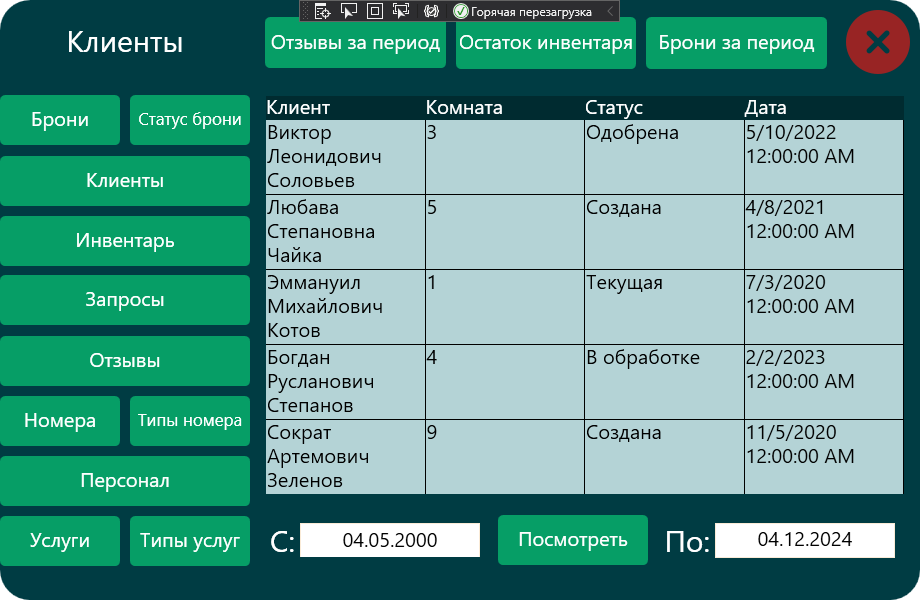 Горячая перезагрузка
Клиенты
Отзывы за период
Остаток инвентаря
Брони за период
Брони
Статус брони
Клиенты
Инвентарь
Запросы
Отзывы
Номера
Типы номера
Персонал
Услуги
Типы услуг
Клиент Комната Статус Дата
Виктор 3 Одобрена 5/10/2022
Леонидович 12:00:00 AM
Соловьев
Любава 5 Создана 4/8/2021
Степановна 12:00:00 AM
Чайка
Эммануил 1 Текущая 7/3/2020
Михайлович 12:00:00 AM
Котов
Богдан 4 В обработке 2/2/2023
Русланович 12:00:00 AM
Степанов
Сократ 9 Создана 11/5/2020
Артемович 12:00:00 AM
Зеленов
С: 04.05.2000
Посмотреть
По: 04.12.2024